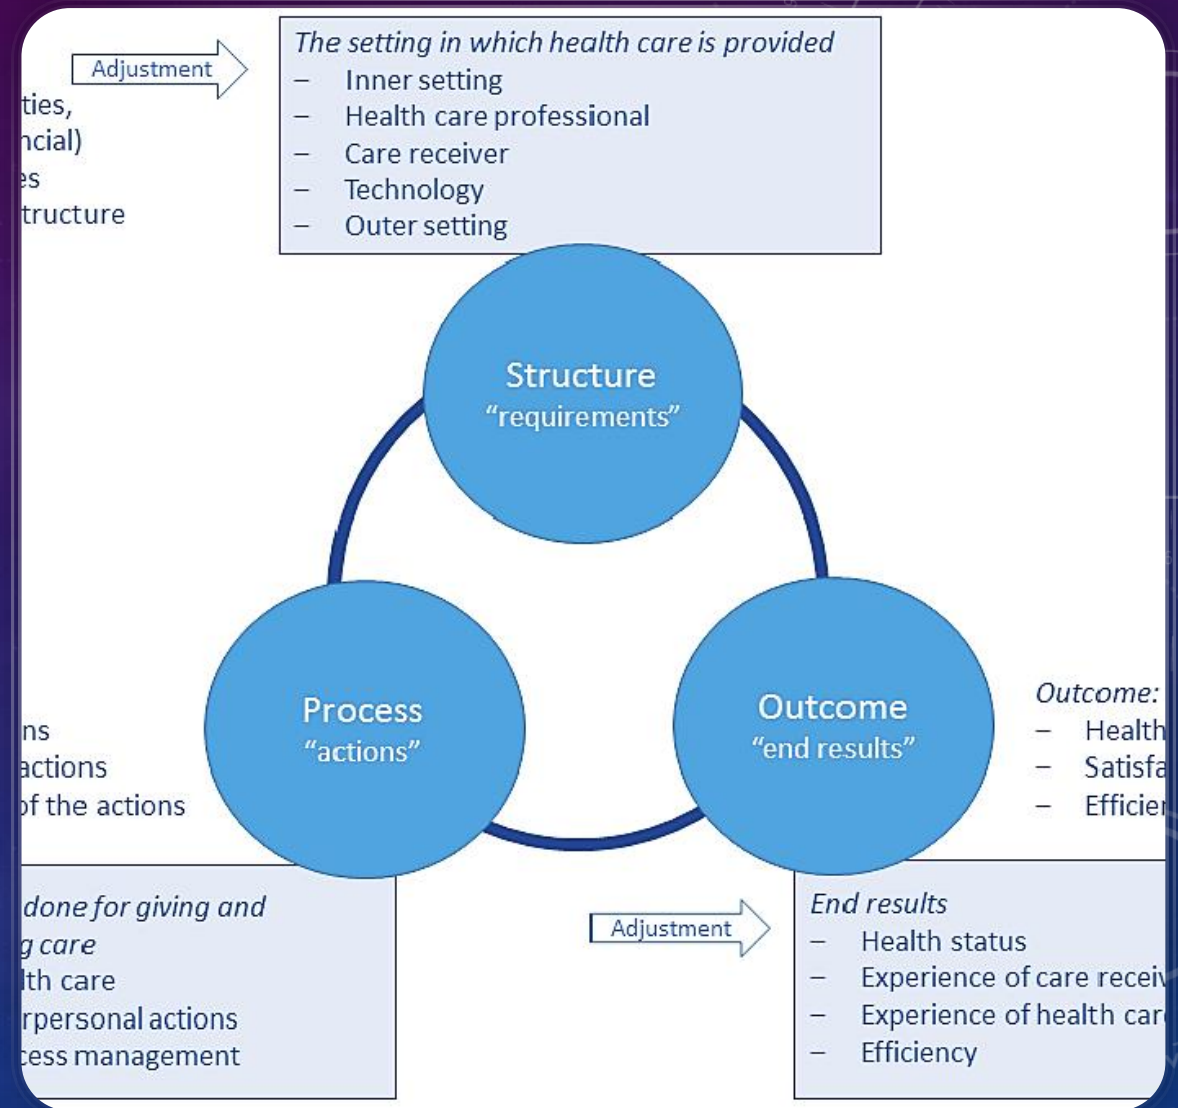 Adjustment
The setting in which health care is provided
– Inner setting
– Health care professional
– Care receiver
– Technology
– Outer setting
ties,
ncial)
es
tructure
Structure
“requirements”
Process
“actions”
Outcome
“end results”
ns
actions
of the actions
Outcome:
– Health
– Satisfa
– Efficien
done for giving and
g care
lth care
rpersonal actions
cess management
Adjustment
End results
– Health status
– Experience of care receiv
– Experience of health care
– Efficiency